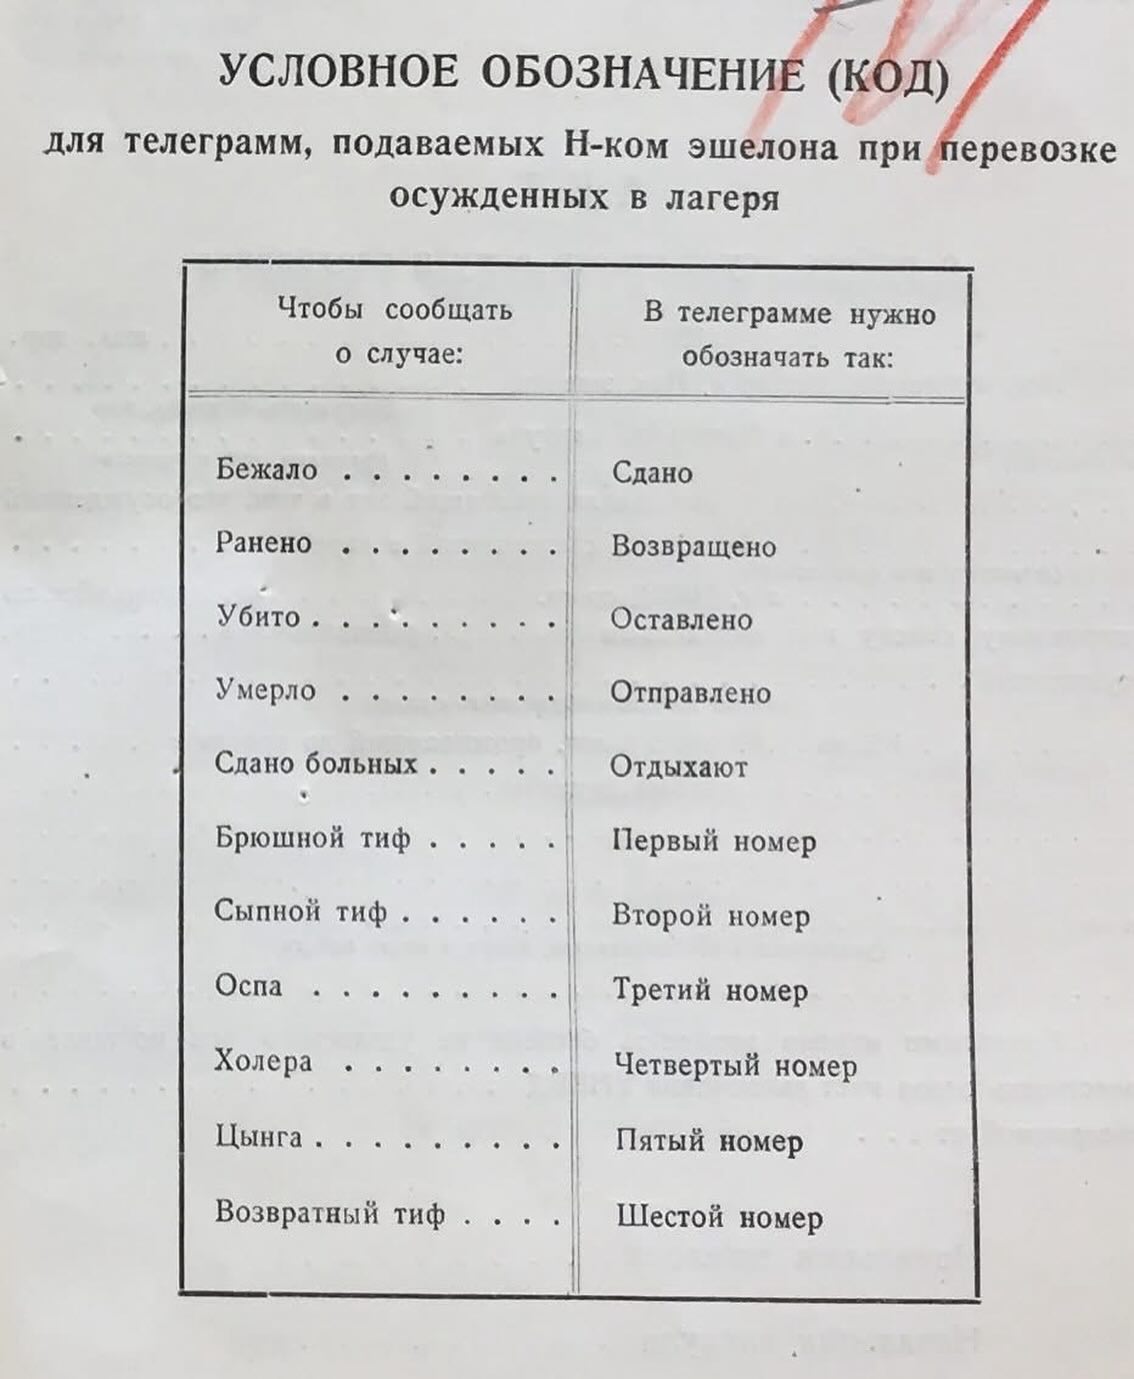 УСЛОВНОЕ ОБОЗНАЧЕНИЕ (КОД)
для телеграмм, подаваемых Н-ком эшелона при перевозке
осужденных в лагеря
Чтобы сообщать
о случае:
В телеграмме нужно
обозначать так:
Бежало . . . . . . . . Сдано
Ранено . . . . . . . . Возвращено
Убито . . . . . . . . . Оставлено
Умерло . . . . . . . . Отправлено
Сдано больных . . . . . Отдыхают
Брюшной тиф . . . . . Первый номер
Сыпной тиф . . . . . . Второй номер
Оспа . . . . . . . . . Третий номер
Холера . . . . . . . . Четвертый номер
Цынга . . . . . . . . . Пятый номер
Возвратный тиф . . . . Шестой номер